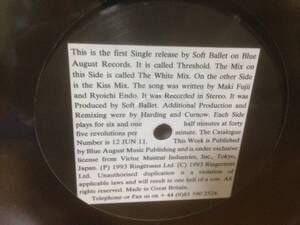 This is the first Single release by Soft Ballet on Blue
August Records. It is called Threshold. The Mix on
this Side is called The White Mix. On the other Side
is the Kiss Mix. The song was written by Maki Fujii
and Ryoichi Endo. It was Recorded in Stereo. It was
Produced by Soft Ballet. Additional Production and
Remixing were by Harding and Curnow. Each Side
plays for six and one half minutes at forty
five revolutions per minute. The Catalogue
Number is 12 JUN 11. This Work is Published
by Blue August Music Publishing and is under exclusive
license from Victor Musical Industries, Inc., Tokyo,
Japan. (P) 1993 Ringerosster Ltd. (C) 1993 Ringerosster
Ltd. Unauthorised duplication is a violation of
applicable laws and will result in one hell of a row. All
rights reserved. Made in Great Britain.
Telephone or Fax us on + 44 (0)81 590 2524.